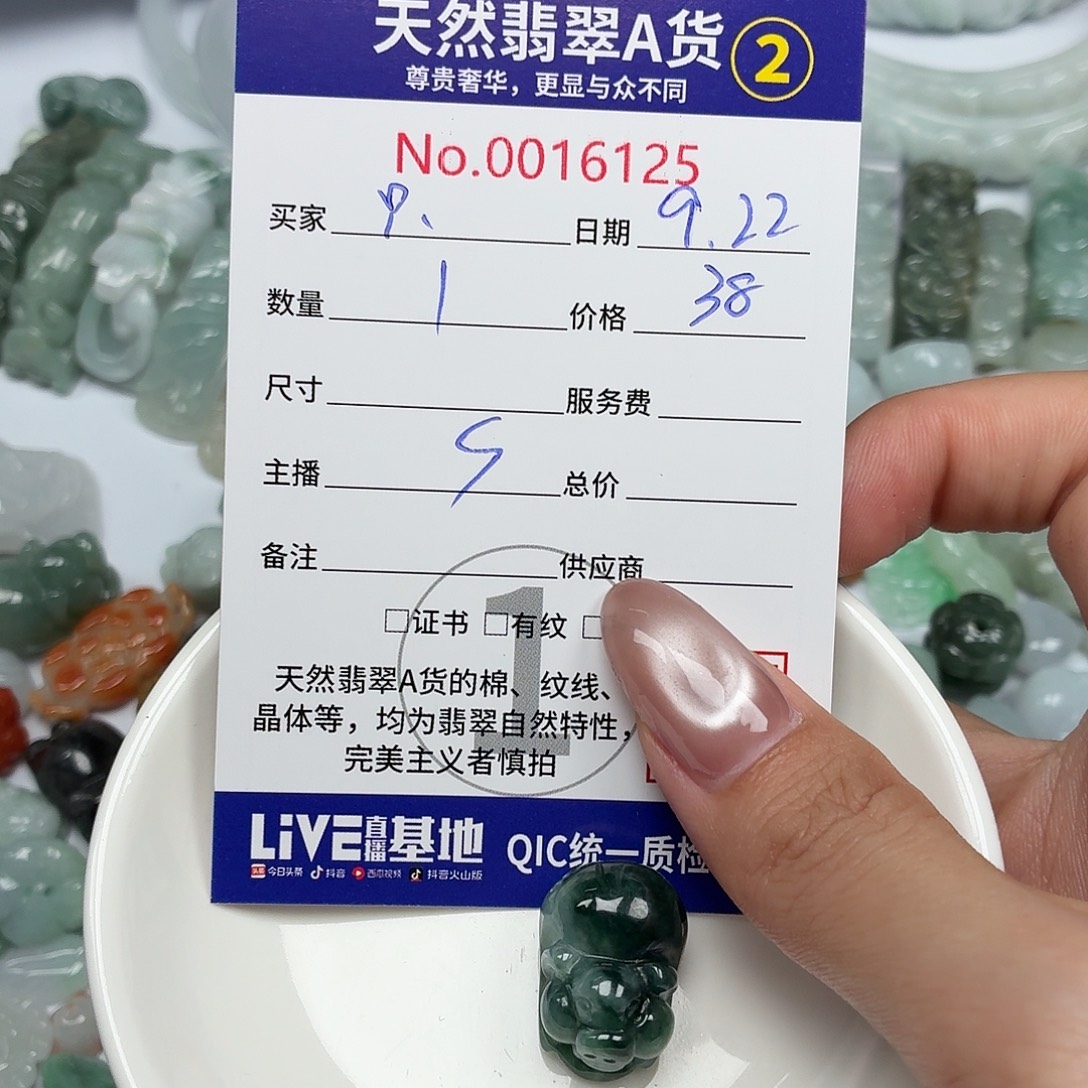 天然翡翠A货 2
尊贵奢华，更显与众不同
No.0016125
买家 日期 9.22
数量 1 价格 38
尺寸 服务费
主播 总价
备注 供应商
□证书 □有纹 □
1
天然翡翠A货的棉、纹线、
晶体等，均为翡翠自然特性，
完美主义者慎拍
LiVE直播基地 QIC统一质检
头条 今日头条 抖音 西瓜视频 抖音火山版